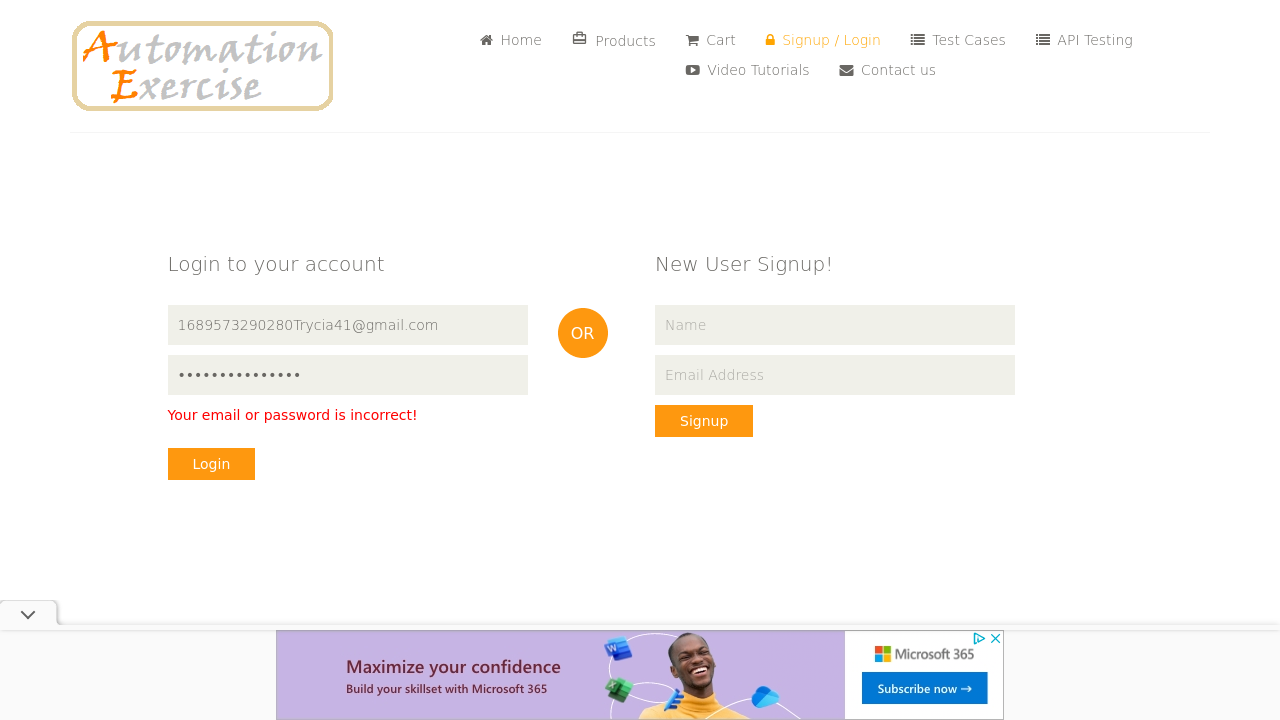 Automation
Exercise
Home
Products
Cart
Signup / Login
Test Cases
API Testing
Video Tutorials
Contact us
Login to your account
1689573290280Trycia41@gmail.com
•••••••••••••••
Your email or password is incorrect!
Login
OR
New User Signup!
Name
Email Address
Signup
Maximize your confidence
Build your skillset with Microsoft 365
W
X
Microsoft 365
Subscribe now →